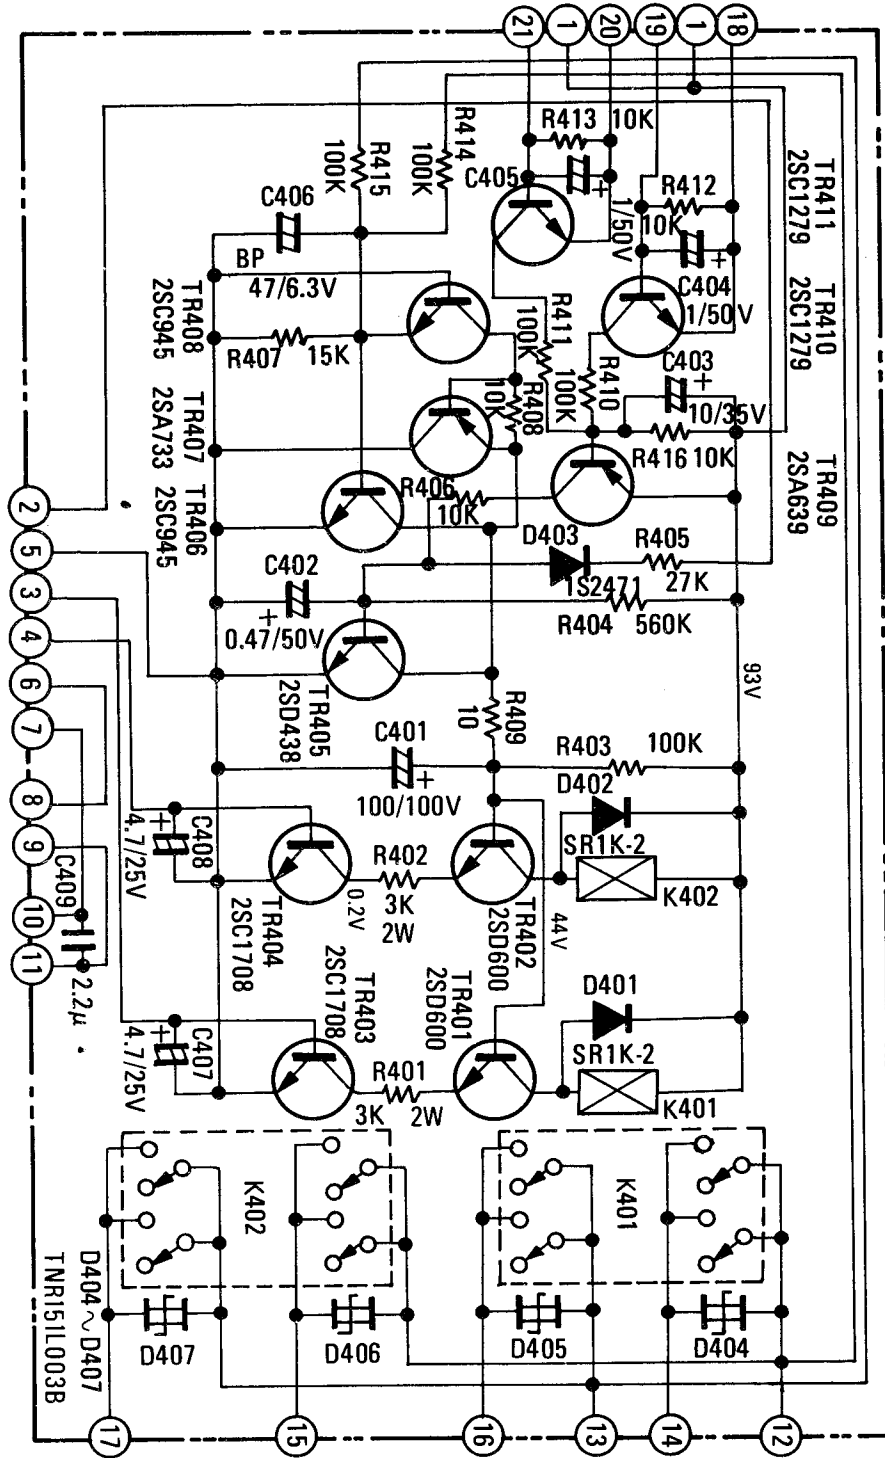 21
1
20
19
1
18
R413 10K
R414
100K
R415
100K
C405
1/50V
R412
10K
C404
1/50V
TR411
2SC1279
TR410
2SC1279
TR409
2SA639
C406
BP
47/6.3V
TR408
2SC945
R407
15K
R411
100K
R410
100K
C403
10/35V
R416 10K
R408
10K
TR407
2SA733
TR406
2SC945
R406
10K
D403
1S2471
R405
27K
R404
560K
C402
0.47/50V
TR405
2SD438
R409
10
93V
C401
100/100V
R403
100K
D402
SR1K-2
K402
C408
4.7/25V
TR404
2SC1708
R402
3K
2W
0.2V
TR402
2SD600
44V
D401
SR1K-2
K401
C407
4.7/25V
TR403
2SC1708
R401
3K
2W
TR401
2SD600
2
5
3
4
6
7
8
9
10
11
C409
2.2μ
K402
K401
D407
D406
D405
D404
D404~D407
TNR151L003B
17
15
16
13
14
12